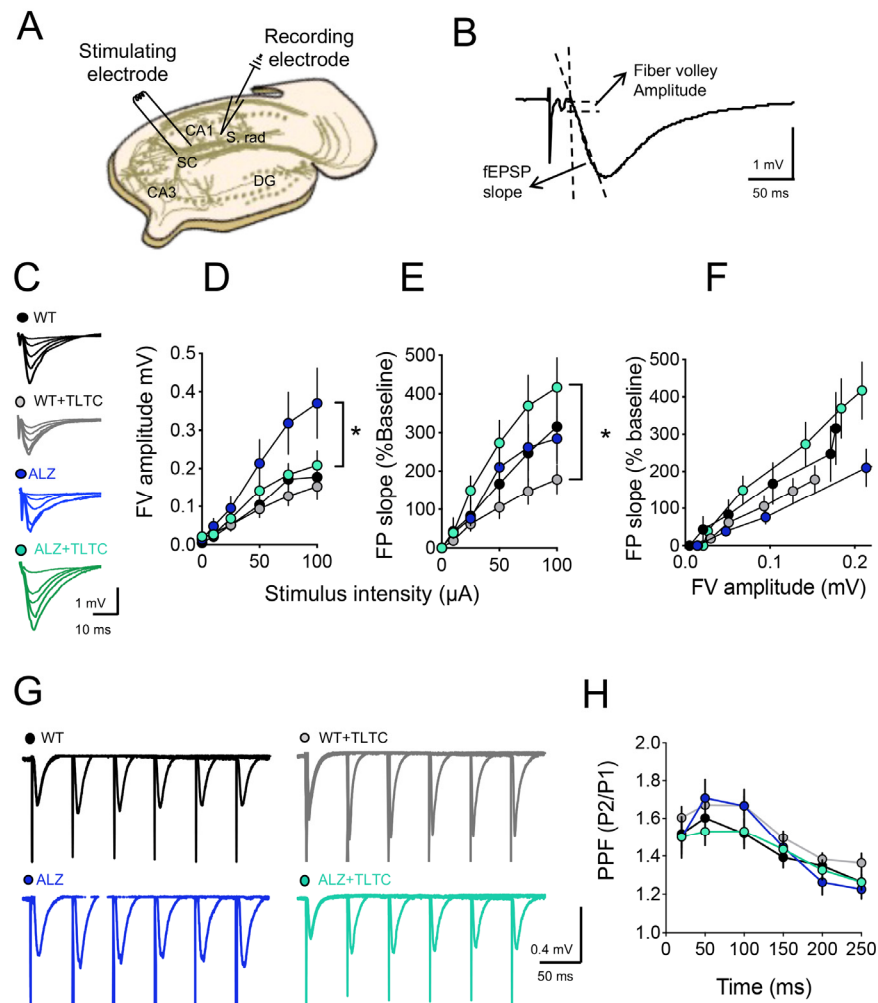 A
Stimulating
electrode
Recording
electrode
CA1
S. rad
SC
CA3
DG
B
Fiber volley
Amplitude
fEPSP
slope
1 mV
50 ms
C
WT
WT+TLTC
ALZ
ALZ+TLTC
1 mV
10 ms
D
FV amplitude mV)
0.5
0.4
0.3
0.2
0.1
0.0
0 50 100
*
E
FP slope (%Baseline)
500
400
300
200
100
0
0 50 100
*
Stimulus intensity (µA)
F
FP slope (% baseline)
500
400
300
200
100
0
0.0 0.1 0.2
FV amplitude (mV)
G
WT
WT+TLTC
ALZ
ALZ+TLTC
0.4 mV
50 ms
H
PPF (P2/P1)
2.0
1.8
1.6
1.4
1.2
1.0
0 50 100 150 200 250
Time (ms)